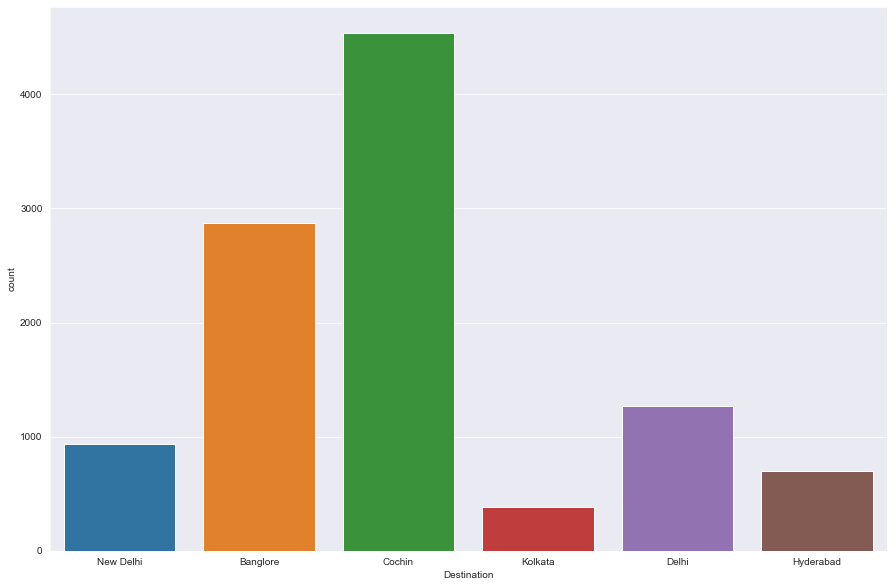 4000
3000
2000
1000
0
count
New Delhi
Banglore
Cochin
Kolkata
Delhi
Hyderabad
Destination